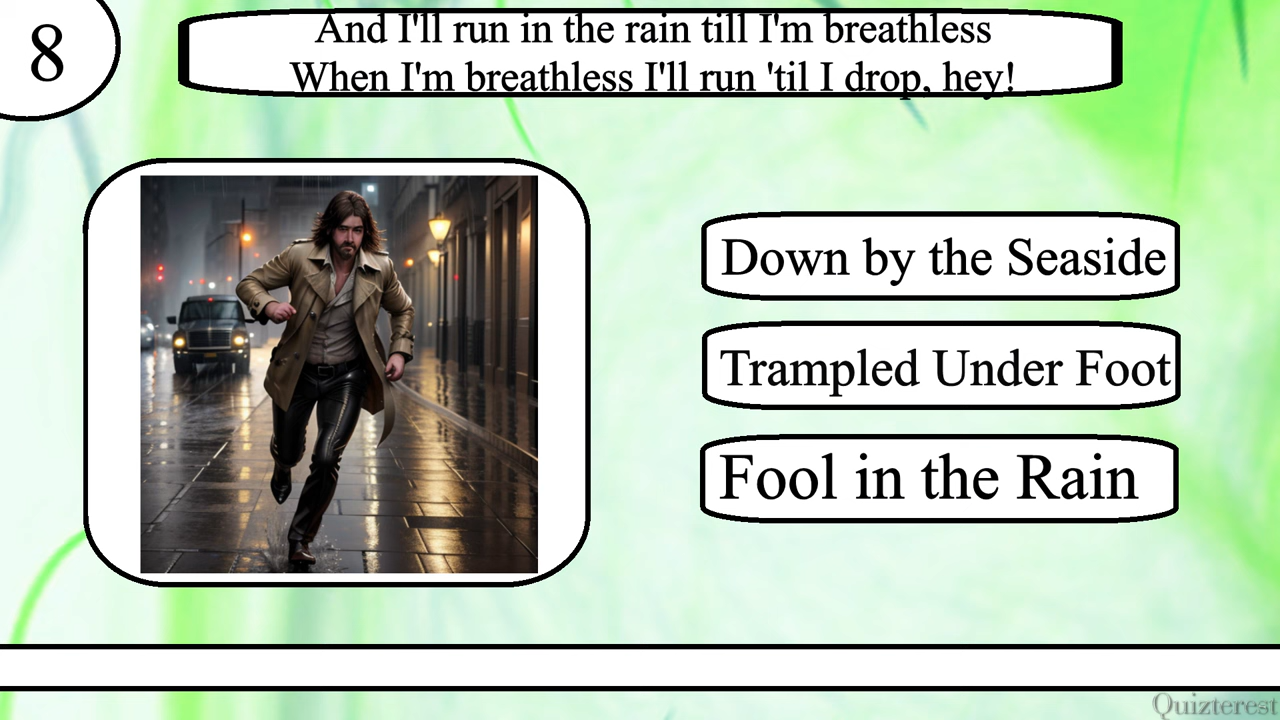 8
And I'll run in the rain till I'm breathless
When I'm breathless I'll run 'til I drop, hey!
Down by the Seaside
Trampled Under Foot
Fool in the Rain
Quizterest